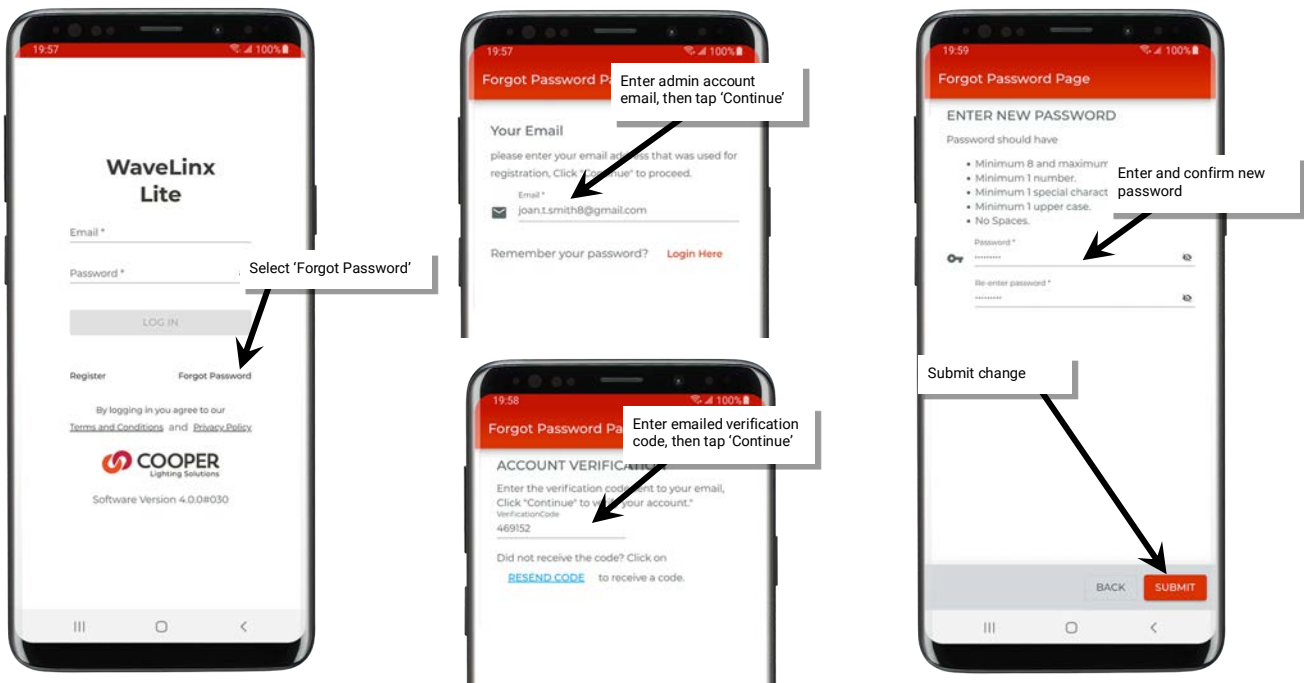 19:57
100%
WaveLinx
Lite
Email *
Password *
Select ‘Forgot Password’
LOG IN
Register Forgot Password
By logging in you agree to our
Terms and Conditions and Privacy Policy
COOPER
Lighting Solutions
Software Version 4.0.0#030
19:57
100%
Forgot Password
Enter admin account
email, then tap ‘Continue’
Your Email
please enter your email address that was used for
registration, Click "Continue" to proceed.
Email *
joan.t.smith8@gmail.com
Remember your password? Login Here
19:58
100%
Forgot Password
Enter emailed verification
code, then tap ‘Continue’
ACCOUNT VERIFICATION
Enter the verification code sent to your email,
Click "Continue" to verify your account."
VerificationCode
469152
Did not receive the code? Click on
RESEND CODE to receive a code.
19:59
100%
Forgot Password Page
ENTER NEW PASSWORD
Password should have
• Minimum 8 and maximum
• Minimum 1 number.
• Minimum 1 special
• Minimum 1 upper case.
• No Spaces.
Enter and confirm new
password
Password *
Re-enter password *
Submit change
BACK SUBMIT